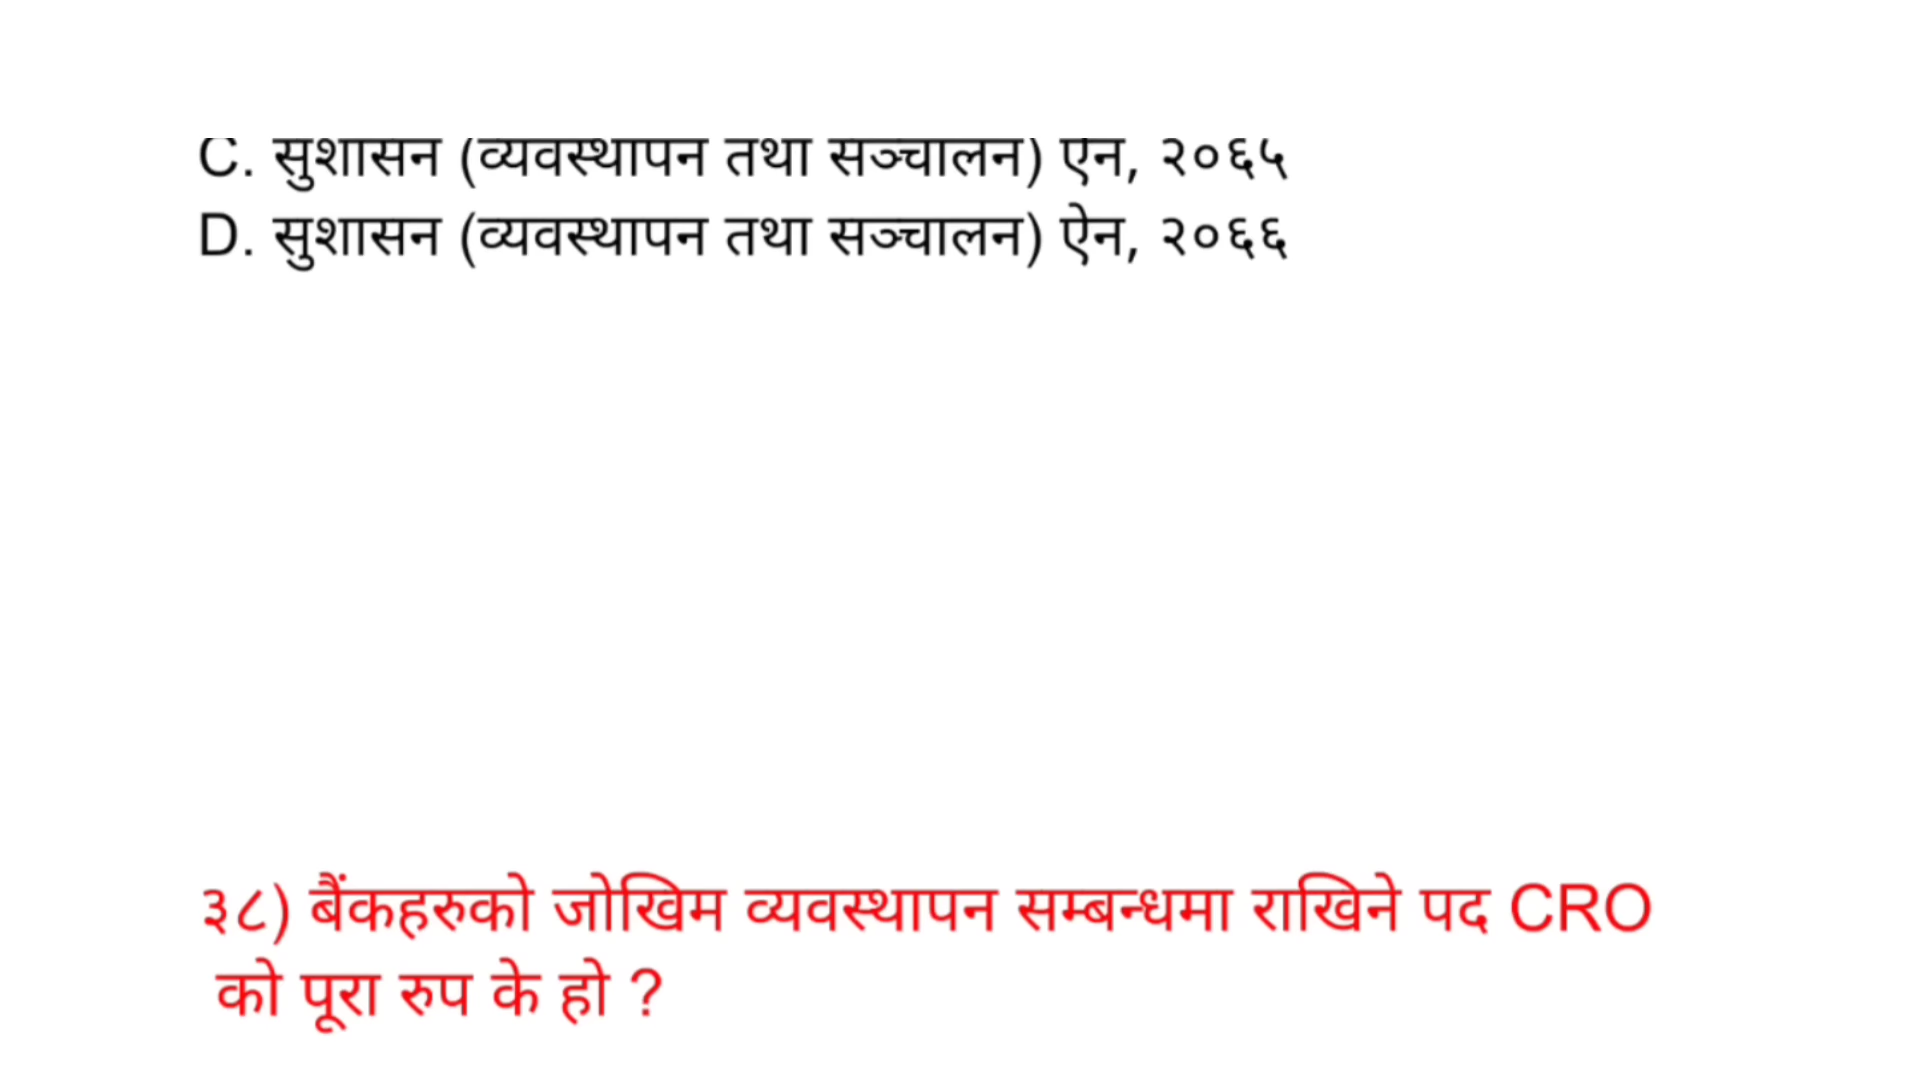 C. सुशासन (व्यवस्थापन तथा सञ्चालन) ऐन, २०६५
D. सुशासन (व्यवस्थापन तथा सञ्चालन) ऐन, २०६६
३८) बैंकहरुको जोखिम व्यवस्थापन सम्बन्धमा राखिने पद CRO
को पूरा रुप के हो ?